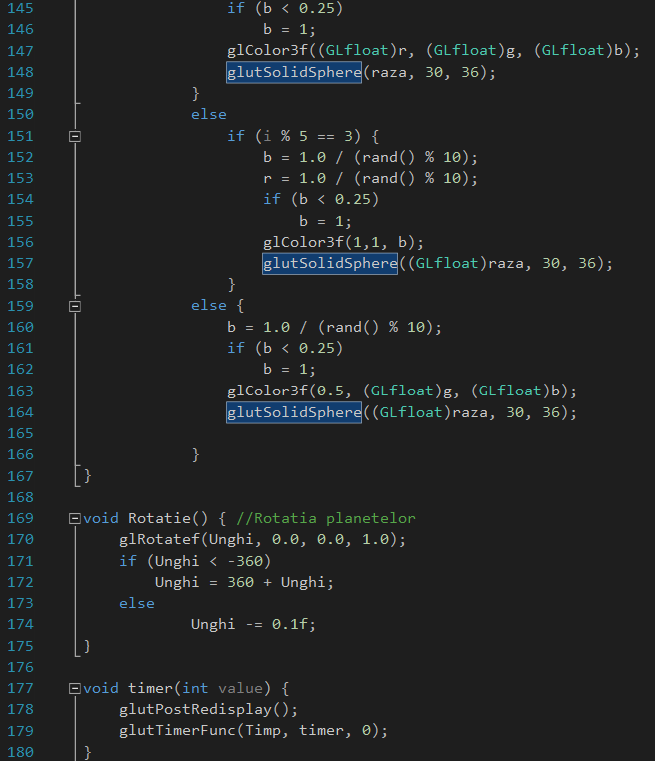 145 if (b < 0.25)
146 b = 1;
147 glColor3f((GLfloat)r, (GLfloat)g, (GLfloat)b);
148 glutSolidSphere(raza, 30, 36);
149 }
150 else
151 if (i % 5 == 3) {
152 b = 1.0 / (rand() % 10);
153 r = 1.0 / (rand() % 10);
154 if (b < 0.25)
155 b = 1;
156 glColor3f(1,1, b);
157 glutSolidSphere((GLfloat)raza, 30, 36);
158 }
159 else {
160 b = 1.0 / (rand() % 10);
161 if (b < 0.25)
162 b = 1;
163 glColor3f(0.5, (GLfloat)g, (GLfloat)b);
164 glutSolidSphere((GLfloat)raza, 30, 36);
165
166 }
167 }
168
169 void Rotatie() { //Rotatia planetelor
170 glRotatef(Unghi, 0.0, 0.0, 1.0);
171 if (Unghi < -360)
172 Unghi = 360 + Unghi;
173 else
174 Unghi -= 0.1f;
175 }
176
177 void timer(int value) {
178 glutPostRedisplay();
179 glutTimerFunc(Timp, timer, 0);
180 }